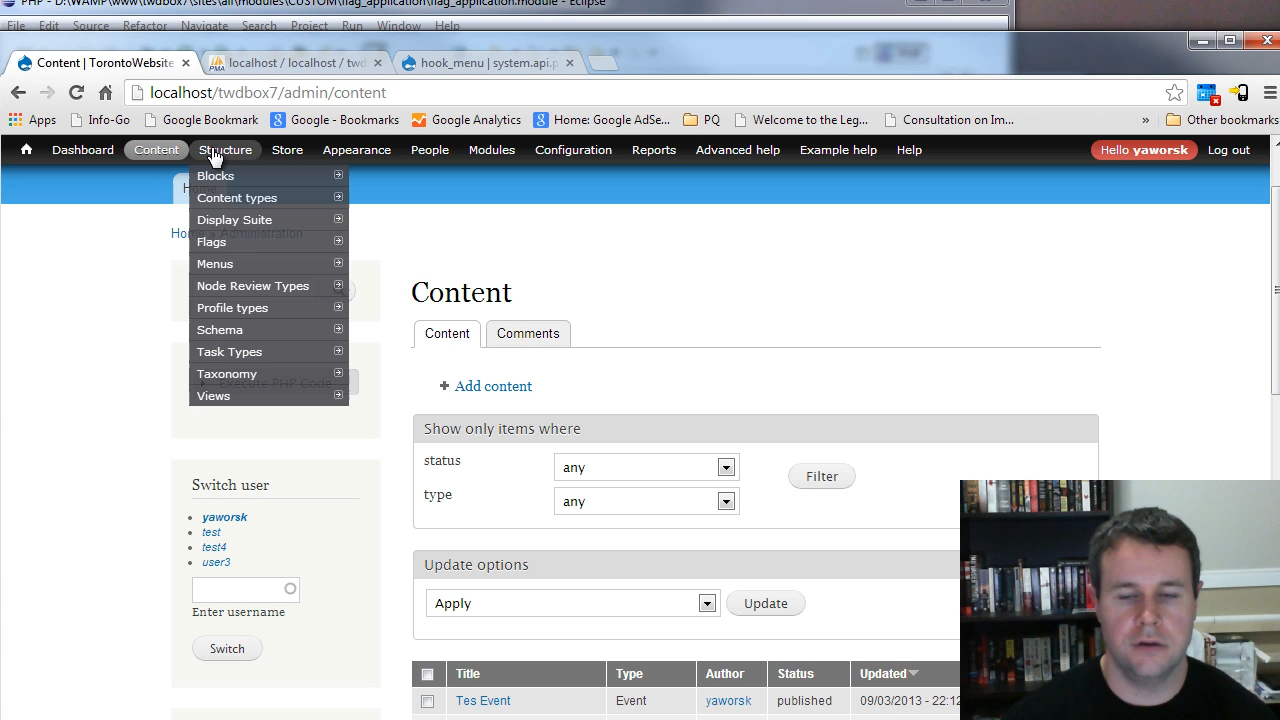 PHP - D:\WAMP\www\twdbox7\sites\all\modules\CUSTOM\flag_application\flag_application.module - Eclipse
File Edit Source Refactor Navigate Search Project Run Window Help
Content | TorontoWebsite
localhost / localhost / twd
hook_menu | system.api.p
localhost/twdbox7/admin/content
Apps Info-Go Google Bookmark Google - Bookmarks Google Analytics Home: Google AdSe... PQ Welcome to the Leg... Consultation on Im... » Other bookmarks
Dashboard Content Structure Store Appearance People Modules Configuration Reports Advanced help Example help Help Hello yaworsk Log out
Home
Blocks
Content types
Display Suite
Home » Administration
Flags
Menus
Node Review Types
Profile types
Schema
Task Types
Taxonomy
Execute PHP Code
Views
Content
Content Comments
Add content
Show only items where
status any
type any
Filter
Update options
Apply Update
Title Type Author Status Updated
Tes Event Event yaworsk published 09/03/2013 - 22:12
Switch user
yaworsk
test
test4
user3
Enter username
Switch